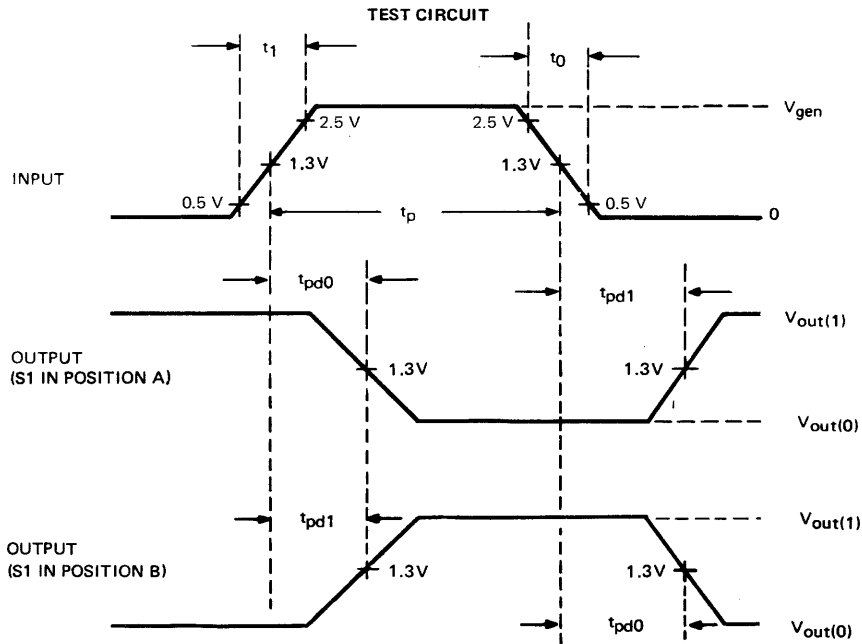 TEST CIRCUIT
t1
t0
Vgen
2.5 V
2.5 V
1.3V
1.3V
INPUT
0.5 V
tp
0.5 V
0
tpd0
tpd1
Vout(1)
OUTPUT
(S1 IN POSITION A)
1.3V
1.3V
Vout(0)
tpd1
Vout(1)
OUTPUT
(S1 IN POSITION B)
1.3V
1.3V
tpd0
Vout(0)